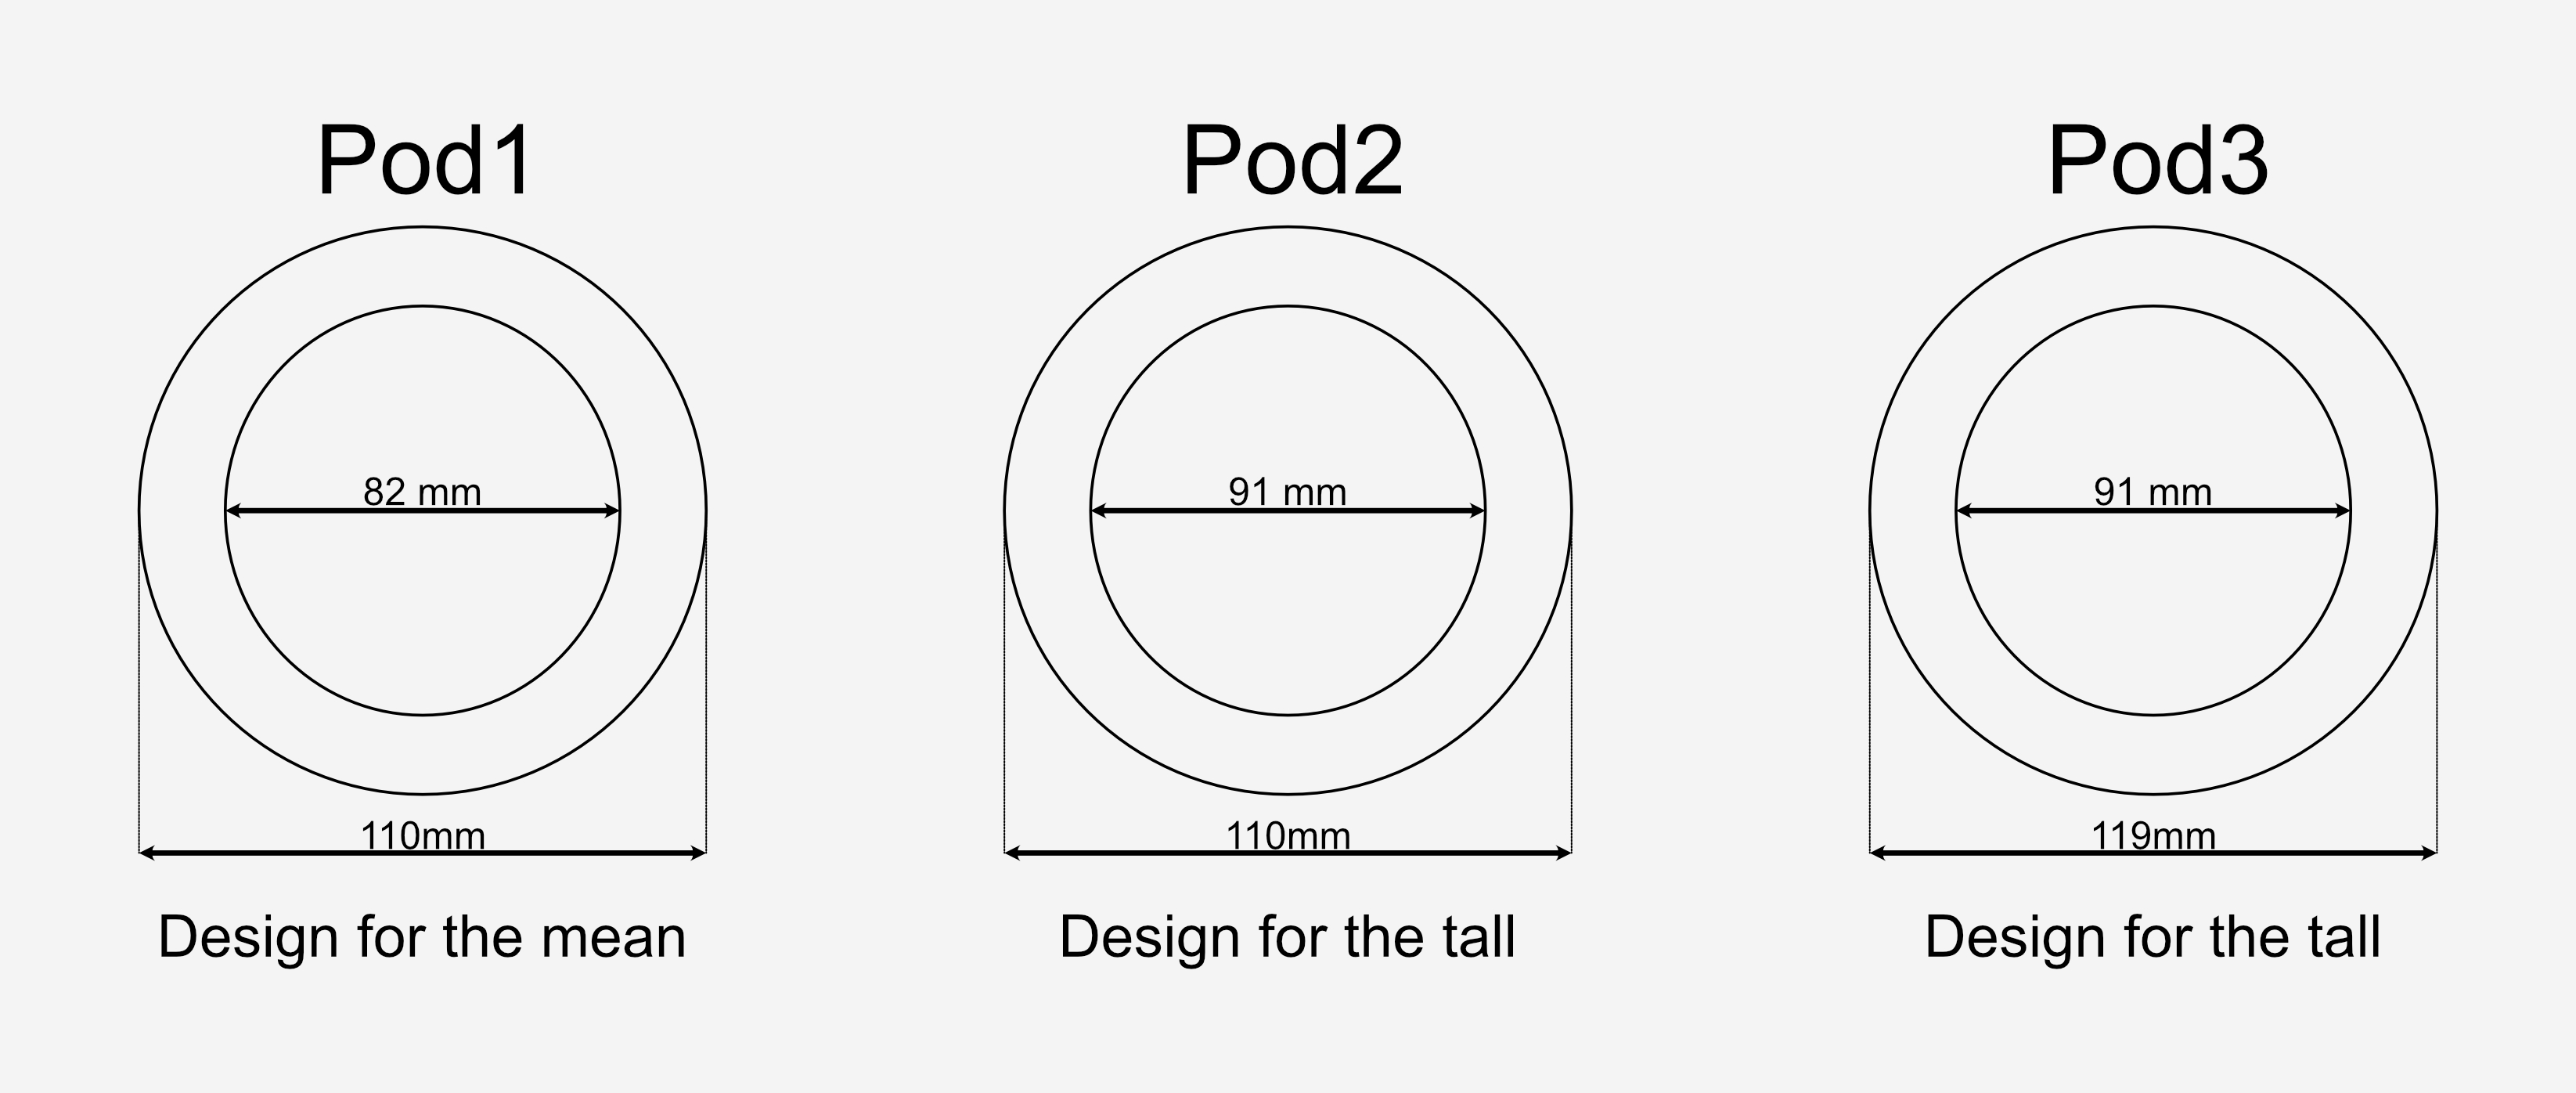 Pod1
Pod2
Pod3
82 mm
91 mm
91 mm
110mm
110mm
119mm
Design for the mean
Design for the tall
Design for the tall